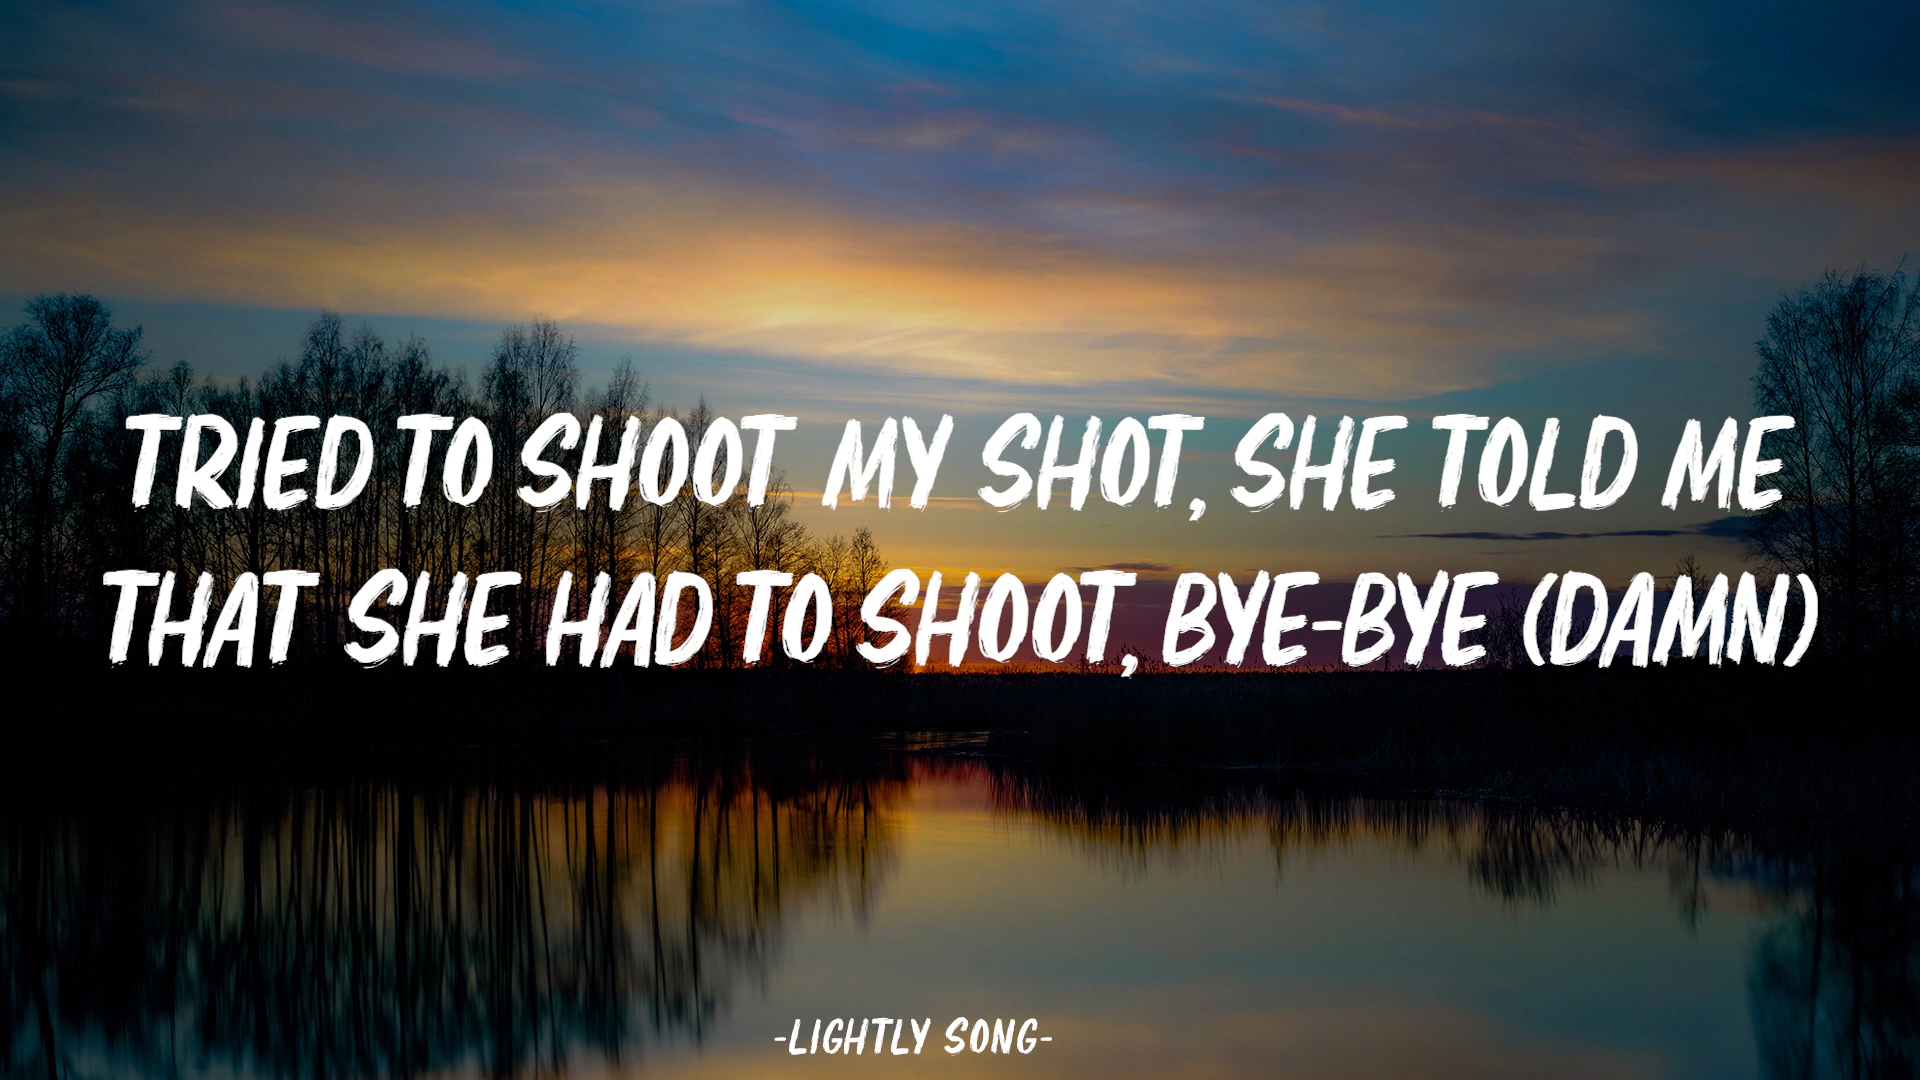 TRIED TO SHOOT MY SHOT, SHE TOLD ME
THAT SHE HAD TO SHOOT, BYE-BYE (DAMN)
-LIGHTLY SONG-